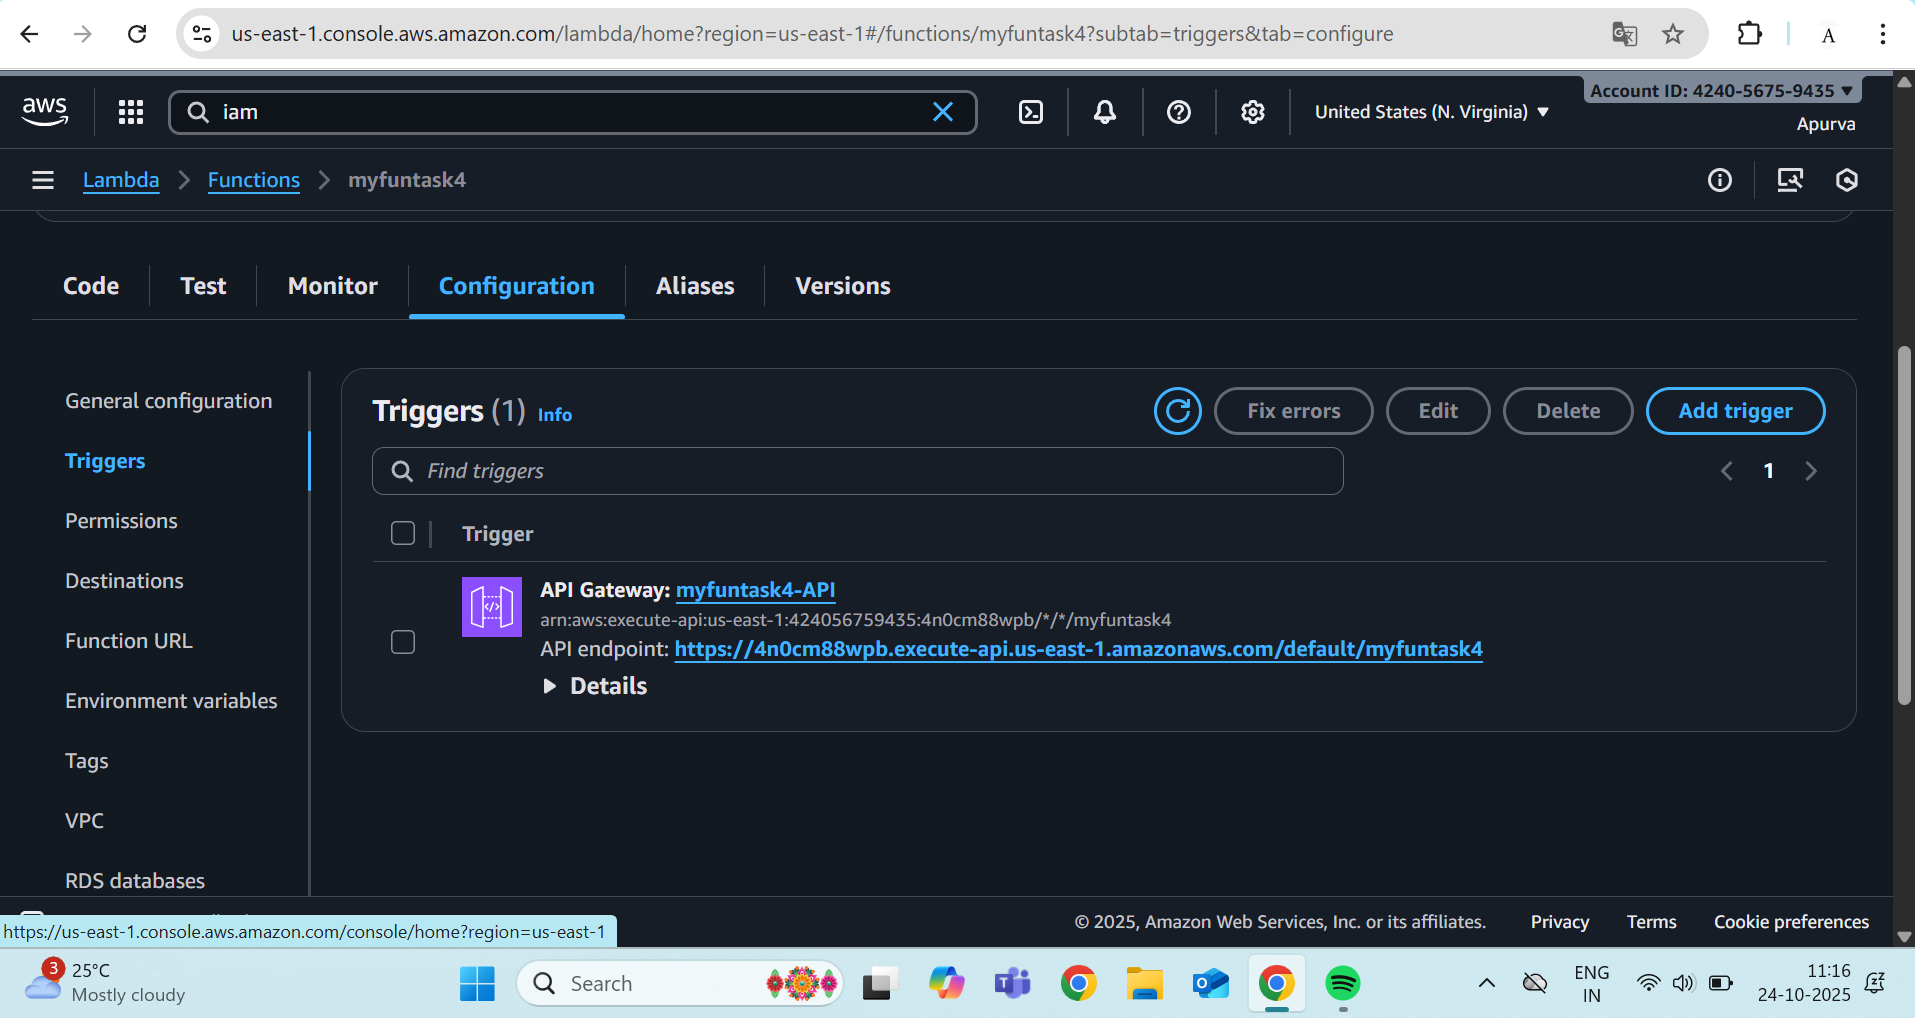 us-east-1.console.aws.amazon.com/lambda/home?region=us-east-1#/functions/myfuntask4?subtab=triggers&tab=configure
A
aws
iam
United States (N. Virginia)
Account ID: 4240-5675-9435
Apurva
Lambda
Functions
myfuntask4
Code
Test
Monitor
Configuration
Aliases
Versions
General configuration
Triggers
Permissions
Destinations
Function URL
Environment variables
Tags
VPC
RDS databases
Triggers (1) Info
Fix errors
Edit
Delete
Add trigger
Find triggers
1
Trigger
API Gateway: myfuntask4-API
arn:aws:execute-api:us-east-1:424056759435:4n0cm88wpb/*/*/myfuntask4
API endpoint: https://4n0cm88wpb.execute-api.us-east-1.amazonaws.com/default/myfuntask4
Details
© 2025, Amazon Web Services, Inc. or its affiliates.
Privacy
Terms
Cookie preferences
https://us-east-1.console.aws.amazon.com/console/home?region=us-east-1
3
25°C
Mostly cloudy
Search
ENG
IN
11:16
24-10-2025